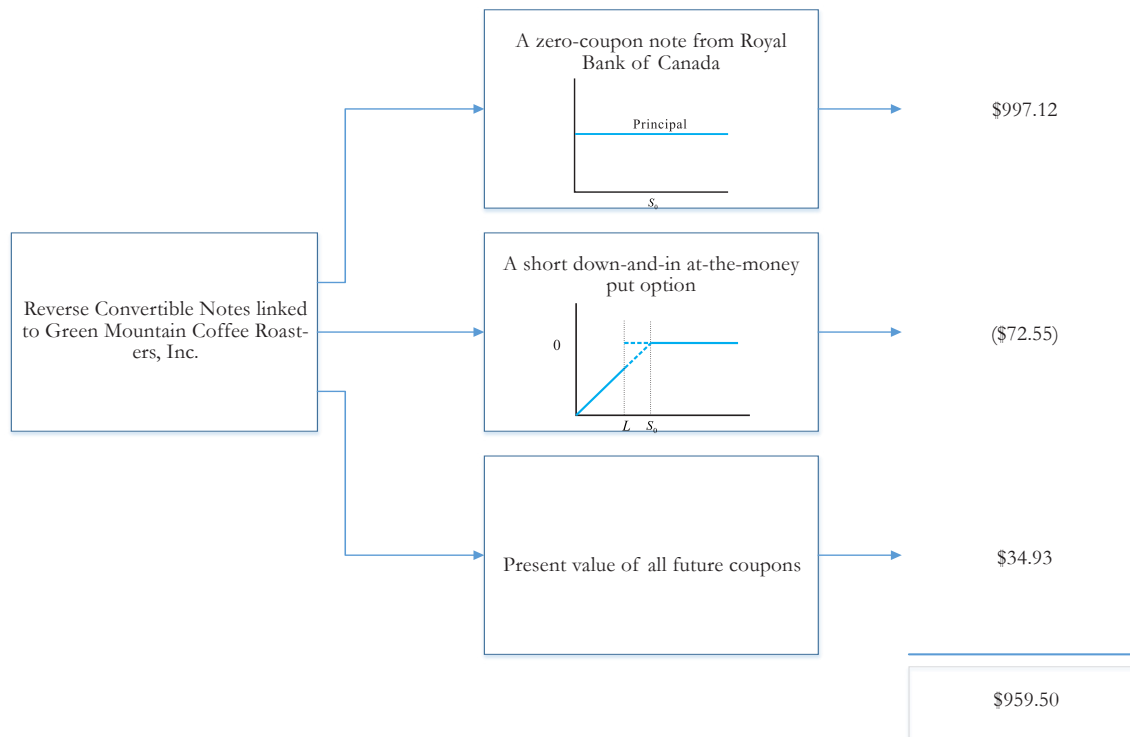 A zero-coupon note from Royal
Bank of Canada
Principal
S₀
$997.12
Reverse Convertible Notes linked
to Green Mountain Coffee Roast-
ers, Inc.
A short down-and-in at-the-money
put option
0
L S₀
($72.55)
Present value of all future coupons
$34.93
$959.50